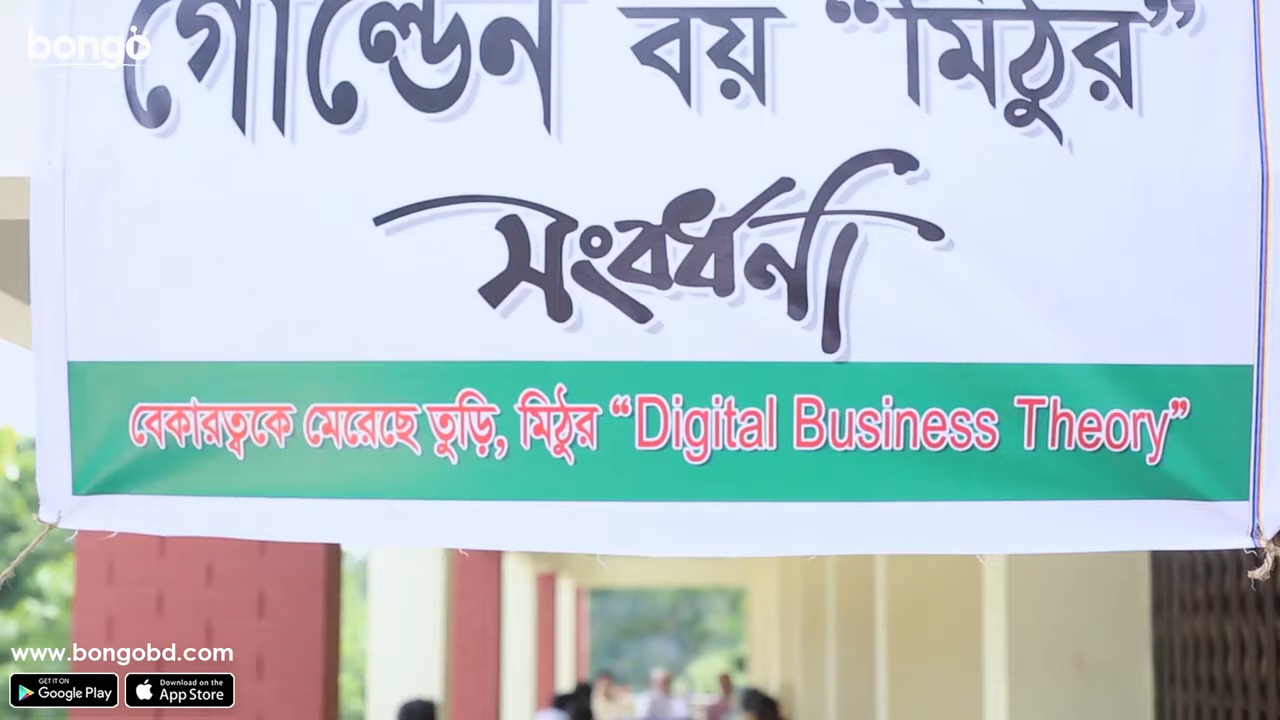 bongo
গোল্ডেন বয় “মিঠুর”
সংবর্ধনা
বেকারত্বকে মেরেছে তুড়ি, মিঠুর “Digital Business Theory”
www.bongobd.com
GET IT ON
Google Play
Download on the
App Store